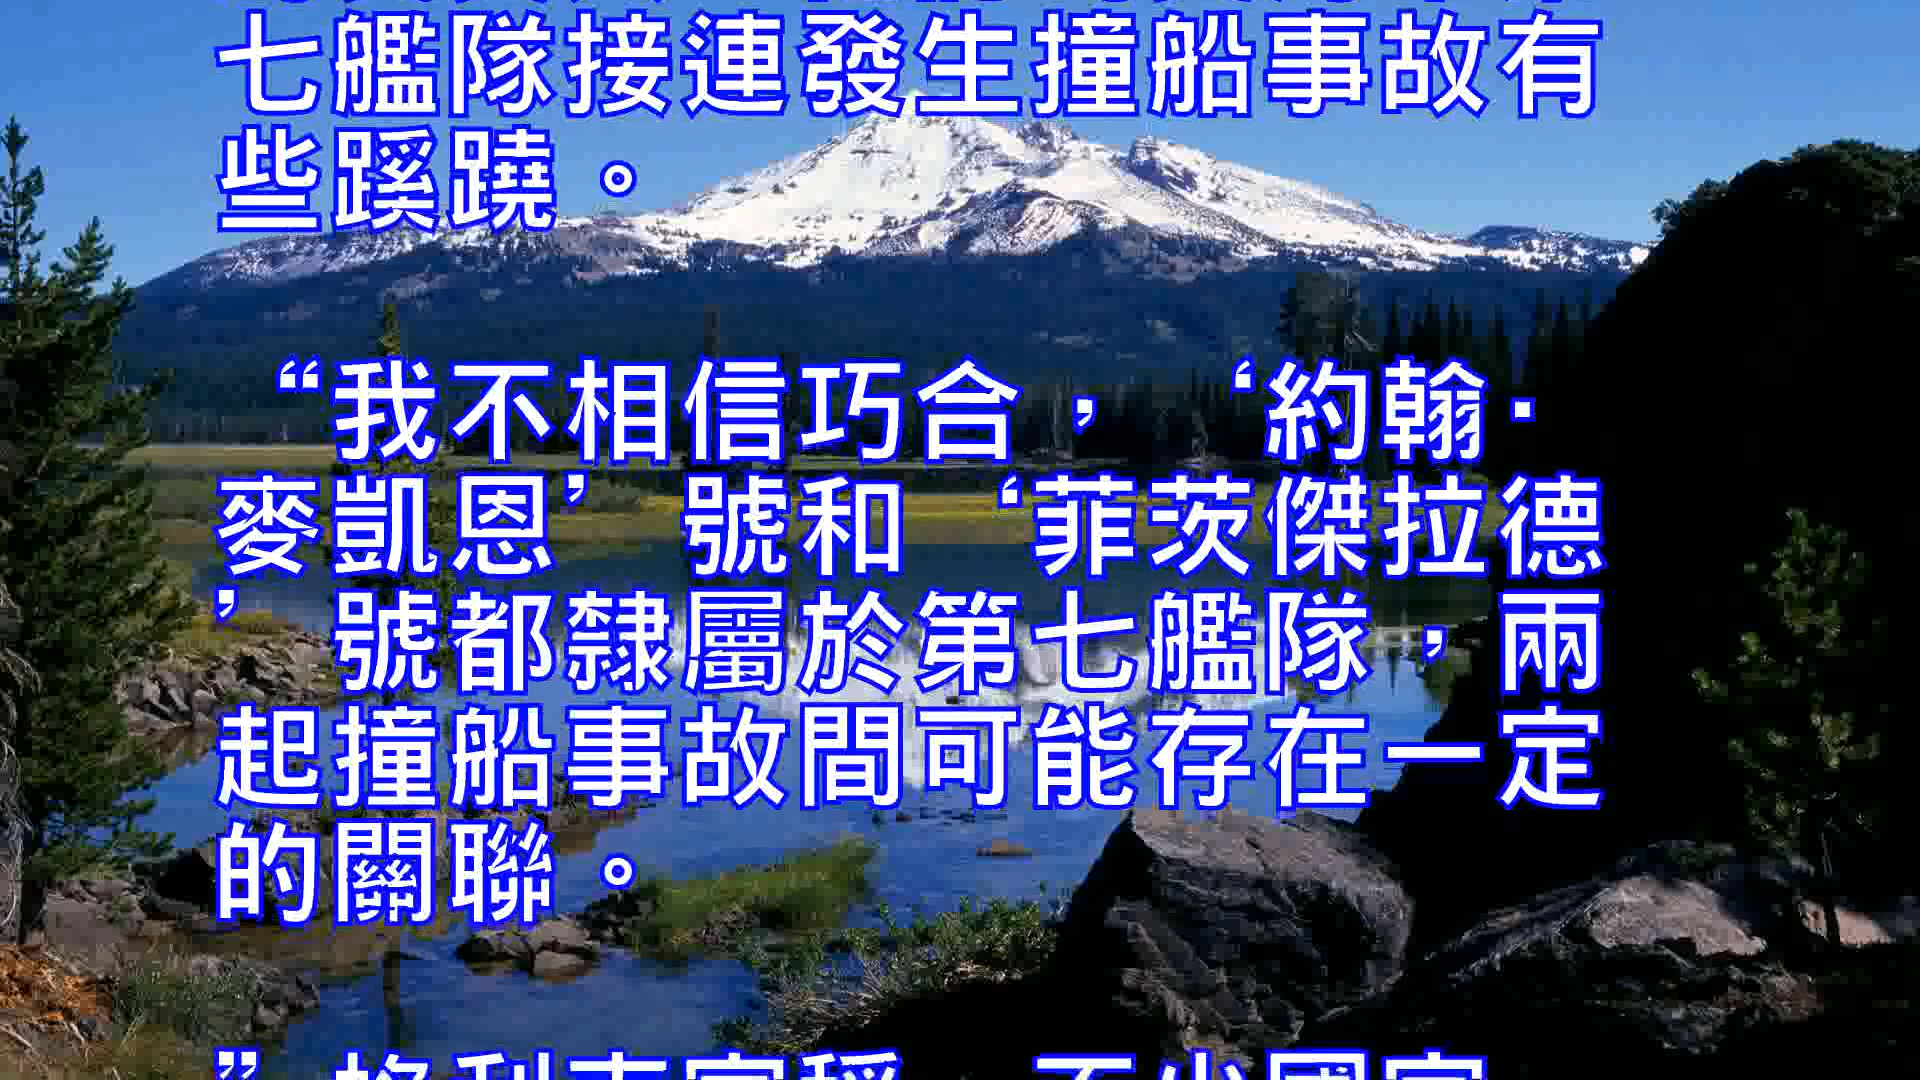 七艦隊接連發生撞船事故有
些蹊蹺。
“我不相信巧合，‘約翰·
麥凱恩’號和‘菲茨傑拉德
’號都隸屬於第七艦隊，兩
起撞船事故間可能存在一定
的關聯。